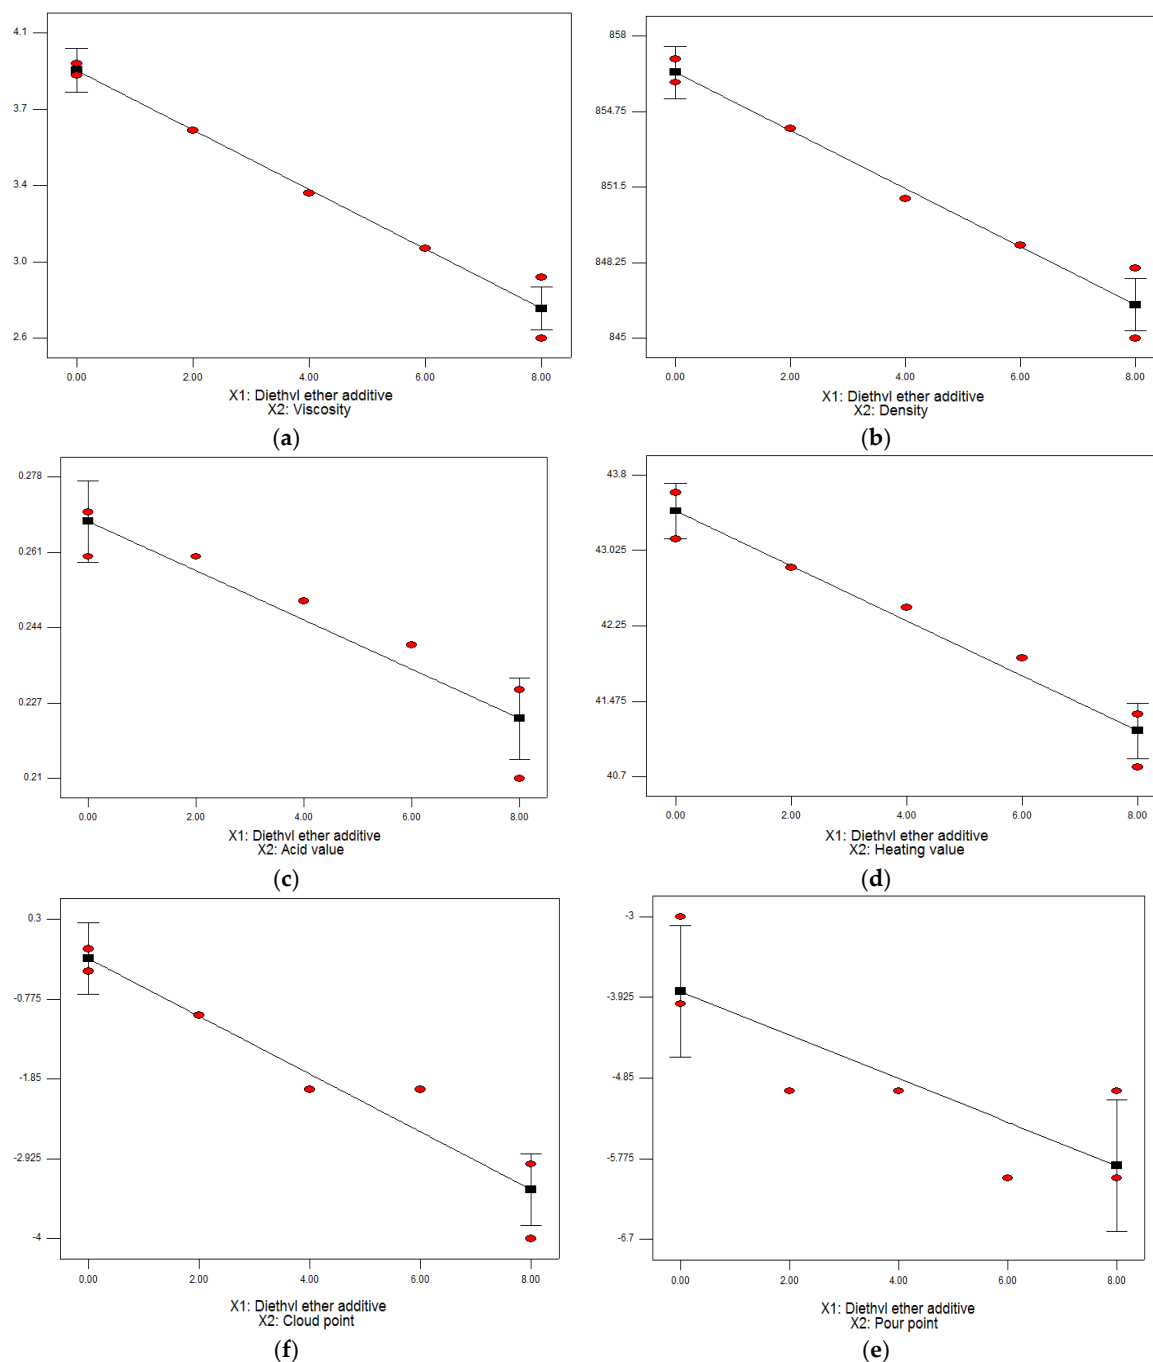 4.1
3.7
3.4
3.0
2.6
0.00 2.00 4.00 6.00 8.00
X1: Diethvl ether additive
X2: Viscosity
(a)
858
854.75
851.5
848.25
845
0.00 2.00 4.00 6.00 8.00
X1: Diethvl ether additive
X2: Density
(b)
0.278
0.261
0.244
0.227
0.21
0.00 2.00 4.00 6.00 8.00
X1: Diethvl ether additive
X2: Acid value
(c)
43.8
43.025
42.25
41.475
40.7
0.00 2.00 4.00 6.00 8.00
X1: Diethvl ether additive
X2: Heating value
(d)
0.3
-0.775
-1.85
-2.925
-4
0.00 2.00 4.00 6.00 8.00
X1: Diethvl ether additive
X2: Cloud point
(f)
-3
-3.925
-4.85
-5.775
-6.7
0.00 2.00 4.00 6.00 8.00
X1: Diethvl ether additive
X2: Pour point
(e)